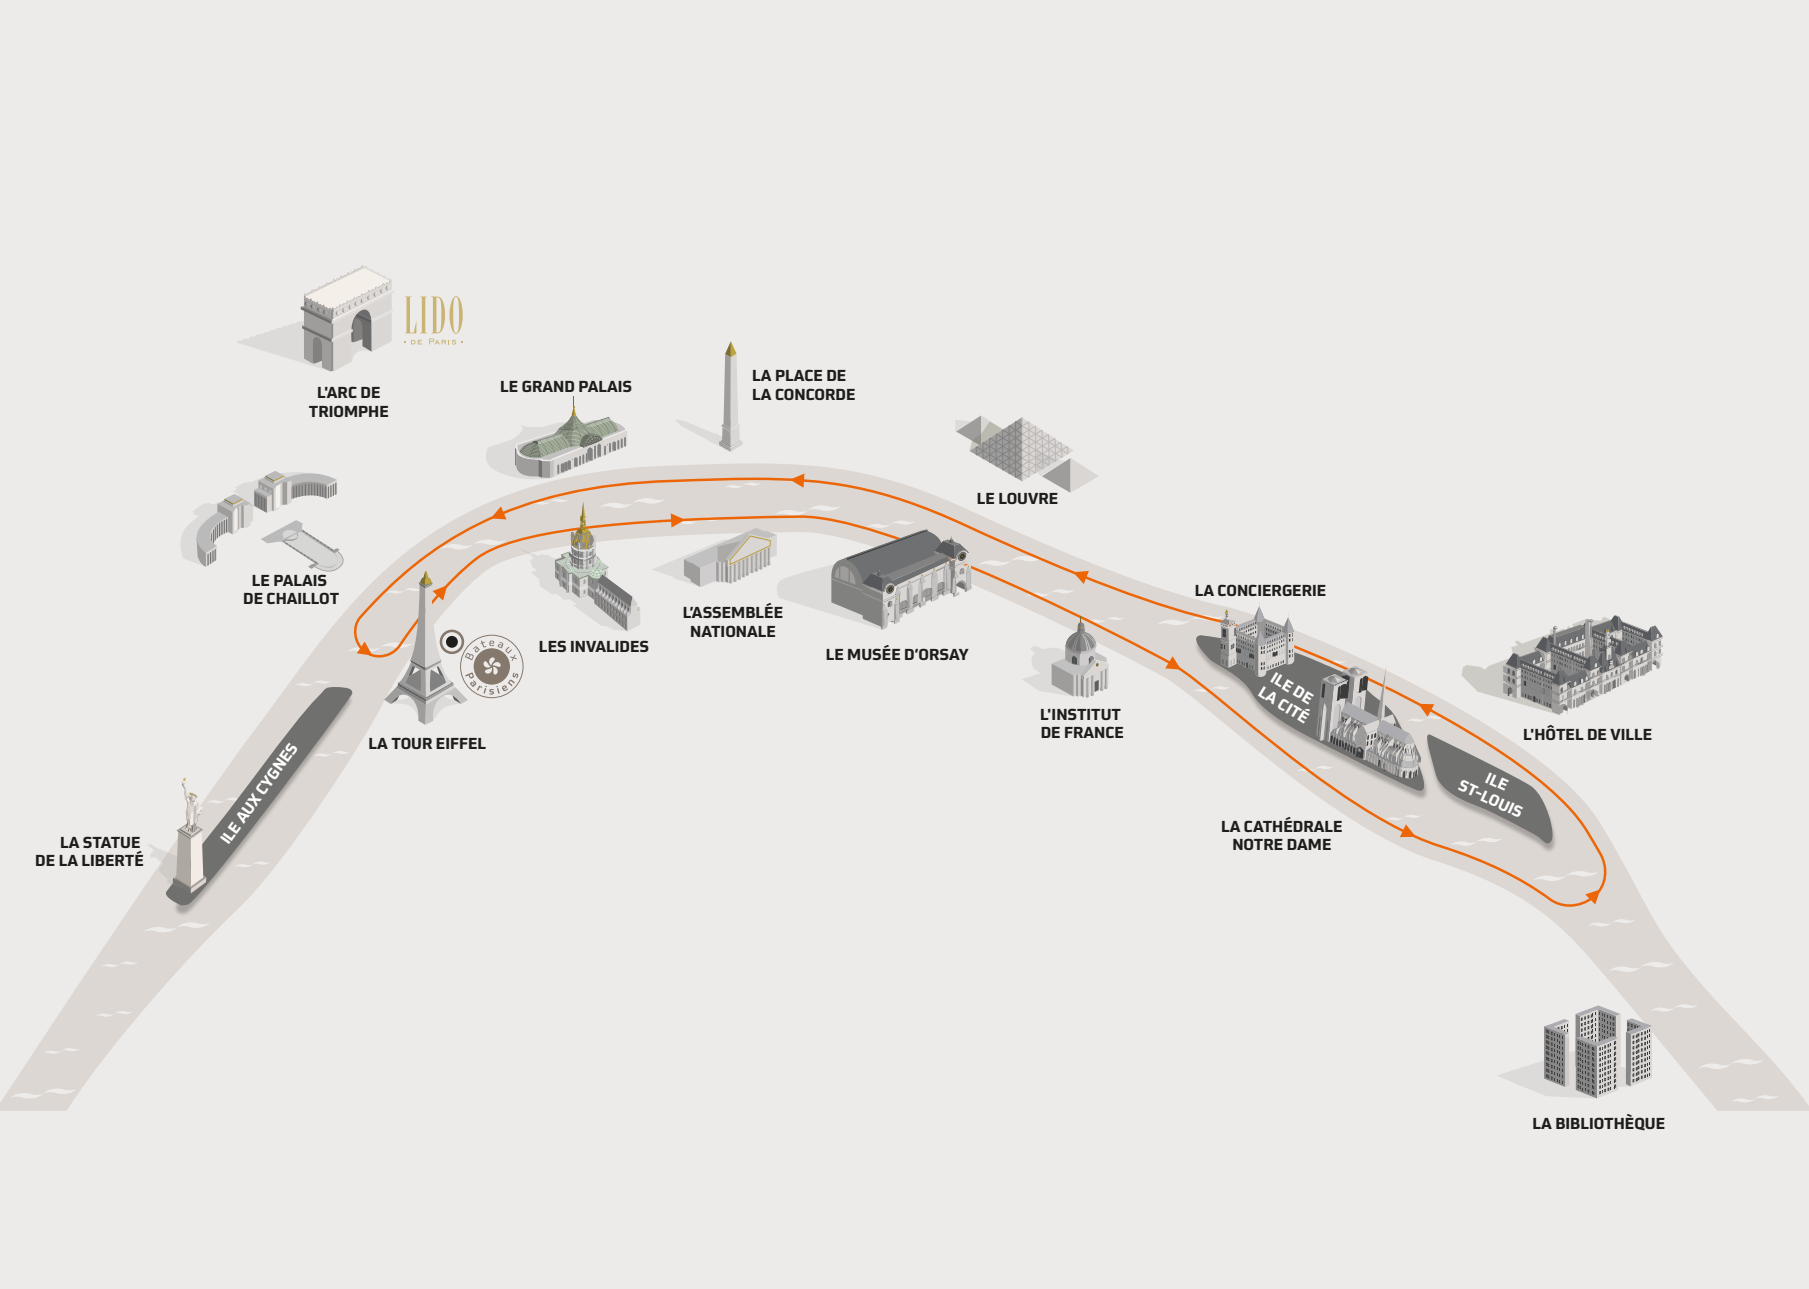 LIDO
• DE PARIS •
L'ARC DE
TRIOMPHE
LE GRAND PALAIS
LA PLACE DE
LA CONCORDE
LE LOUVRE
LE PALAIS
DE CHAILLOT
LES INVALIDES
L'ASSEMBLÉE
NATIONALE
LE MUSÉE D'ORSAY
LA CONCIERGERIE
Bateaux
Parisiens
LA TOUR EIFFEL
L'INSTITUT
DE FRANCE
ILE DE
LA CITÉ
L'HÔTEL DE VILLE
ILE AUX CYGNES
ILE
ST-LOUIS
LA STATUE
DE LA LIBERTÉ
LA CATHÉDRALE
NOTRE DAME
LA BIBLIOTHÈQUE